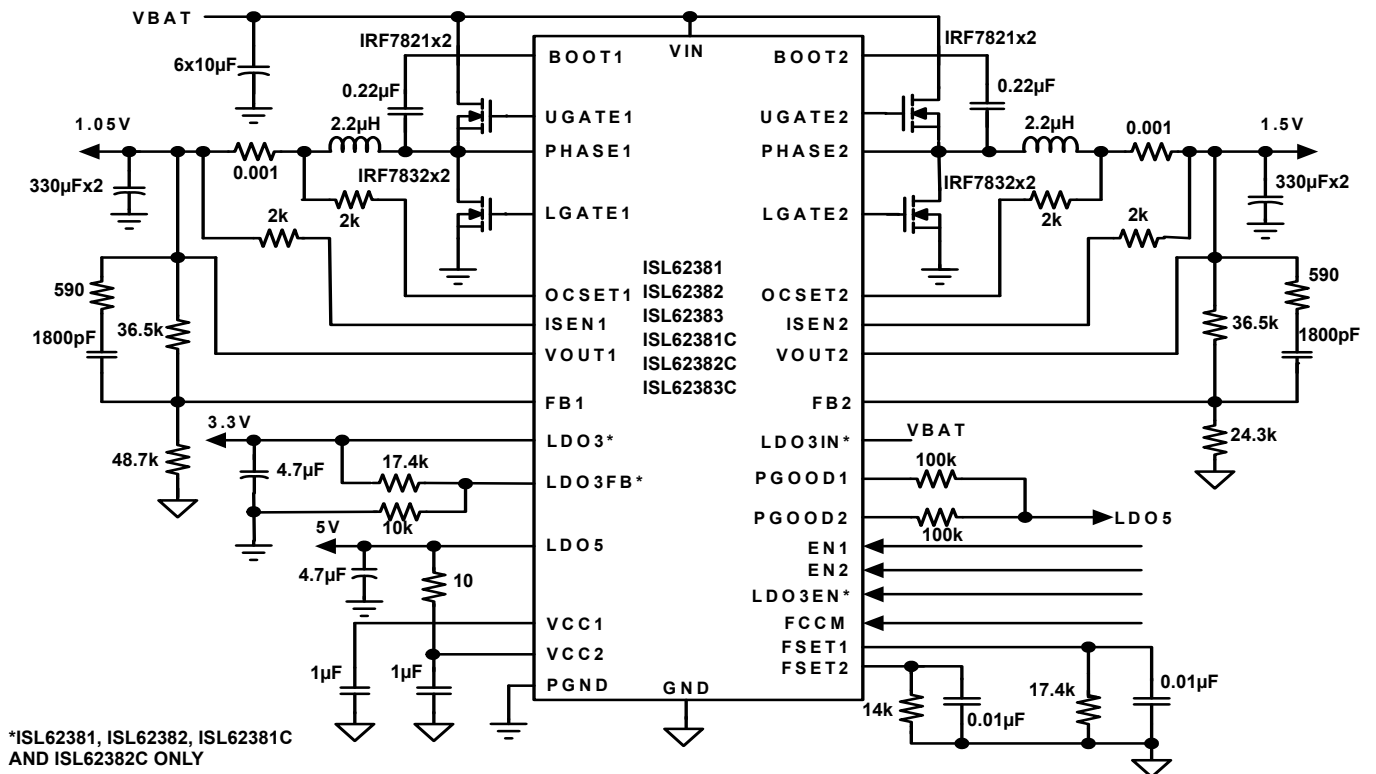 VBAT
IRF7821x2
VIN
IRF7821x2
BOOT1
BOOT2
6x10µF
0.22µF
0.22µF
UGATE1
UGATE2
1.05V
2.2µH
2.2µH
0.001
1.5V
PHASE1
PHASE2
0.001
IRF7832x2
IRF7832x2
330µFx2
330µFx2
2k
2k
LGATE1
LGATE2
2k
2k
ISL62381
ISL62382
ISL62383
ISL62381C
ISL62382C
ISL62383C
590
OCSET1
OCSET2
590
ISEN1
ISEN2
1800pF
36.5k
36.5k
1800pF
VOUT1
VOUT2
FB1
FB2
3.3V
LDO3*
LDO3IN*
VBAT
24.3k
48.7k
4.7µF
17.4k
LDO3FB*
PGOOD1
100k
10k
PGOOD2
100k
LDO5
5V
LDO5
EN1
4.7µF
10
EN2
LDO3EN*
VCC1
FCCM
FSET1
VCC2
FSET2
1µF
1µF
PGND
GND
14k
0.01µF
17.4k
0.01µF
*ISL62381, ISL62382, ISL62381C
AND ISL62382C ONLY